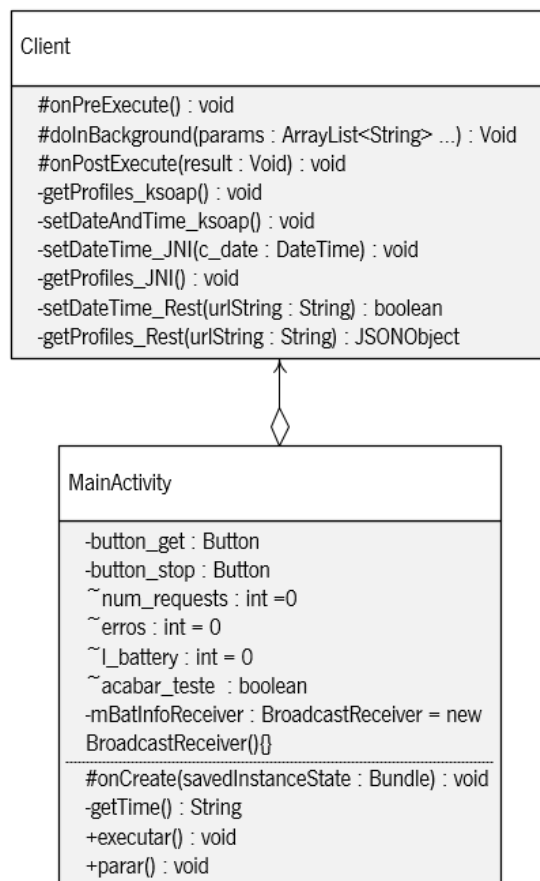 Client
#onPreExecute() : void
#doInBackground(params : ArrayList<String> ...) : Void
#onPostExecute(result : Void) : void
-getProfiles_ksoap() : void
-setDateAndTime_ksoap() : void
-setDateTime_JNI(c_date : DateTime) : void
-getProfiles_JNI() : void
-setDateTime_Rest(urlString : String) : boolean
-getProfiles_Rest(urlString : String) : JSONObject
MainActivity
-button_get : Button
-button_stop : Button
~num_requests : int =0
~erros : int = 0
~l_battery : int = 0
~acabar_teste : boolean
-mBatInfoReceiver : BroadcastReceiver = new
BroadcastReceiver(){}
#onCreate(savedInstanceState : Bundle) : void
-getTime() : String
+executar() : void
+parar() : void